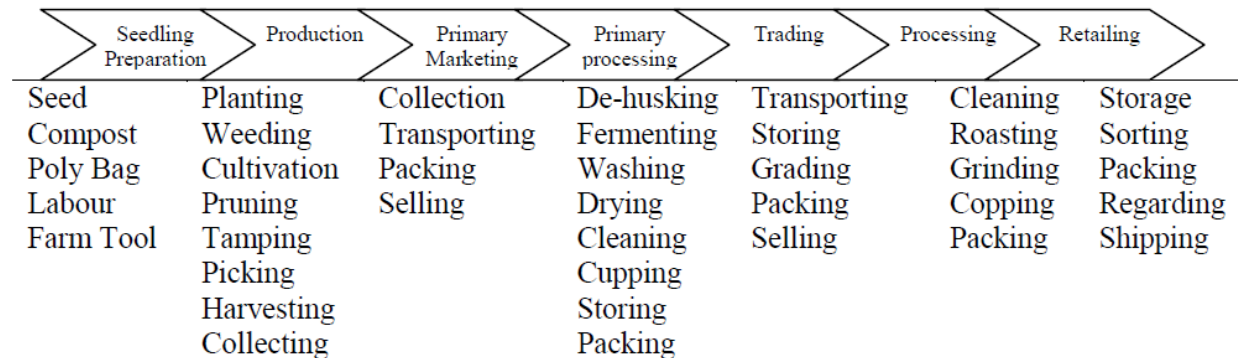 Seedling
Preparation
Production
Primary
Marketing
Primary
processing
Trading
Processing
Retailing
Seed
Compost
Poly Bag
Labour
Farm Tool
Planting
Weeding
Cultivation
Pruning
Tamping
Picking
Harvesting
Collecting
Collection
Transporting
Packing
Selling
De-husking
Fermenting
Washing
Drying
Cleaning
Cupping
Storing
Packing
Transporting
Storing
Grading
Packing
Selling
Cleaning
Roasting
Grinding
Copping
Packing
Storage
Sorting
Packing
Regarding
Shipping